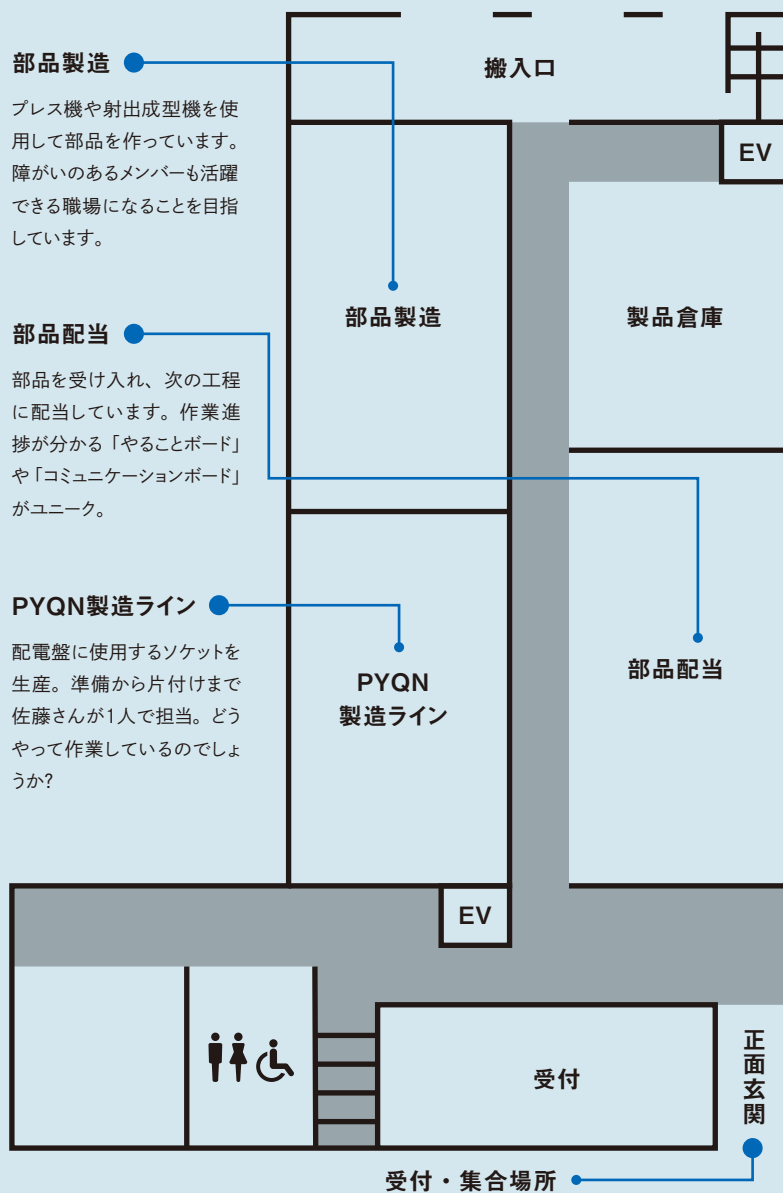 部品製造
プレス機や射出成型機を使
用して部品を作っています。
障がいのあるメンバーも活躍
できる職場になることを目指
しています。
部品配当
部品を受け入れ、次の工程
に配当しています。作業進
捗が分かる「やることボード」
や「コミュニケーションボード」
がユニーク。
PYQN製造ライン
配電盤に使用するソケットを
生産。準備から片付けまで
佐藤さんが1人で担当。どう
やって作業しているのでしょ
うか?
搬入口
EV
部品製造
製品倉庫
PYQN
製造ライン
部品配当
EV
受付
正面玄関
受付・集合場所